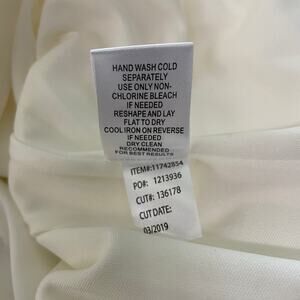 HAND WASH COLD
SEPARATELY
USE ONLY NON-
CHLORINE BLEACH
IF NEEDED
RESHAPE AND LAY
FLAT TO DRY
COOL IRON ON REVERSE
IF NEEDED
DRY CLEAN
RECOMMENDED
FOR BEST RESULTS
ITEM#:11742854
PO#: 1213936
CUT#: 136178
CUT DATE:
03/2019